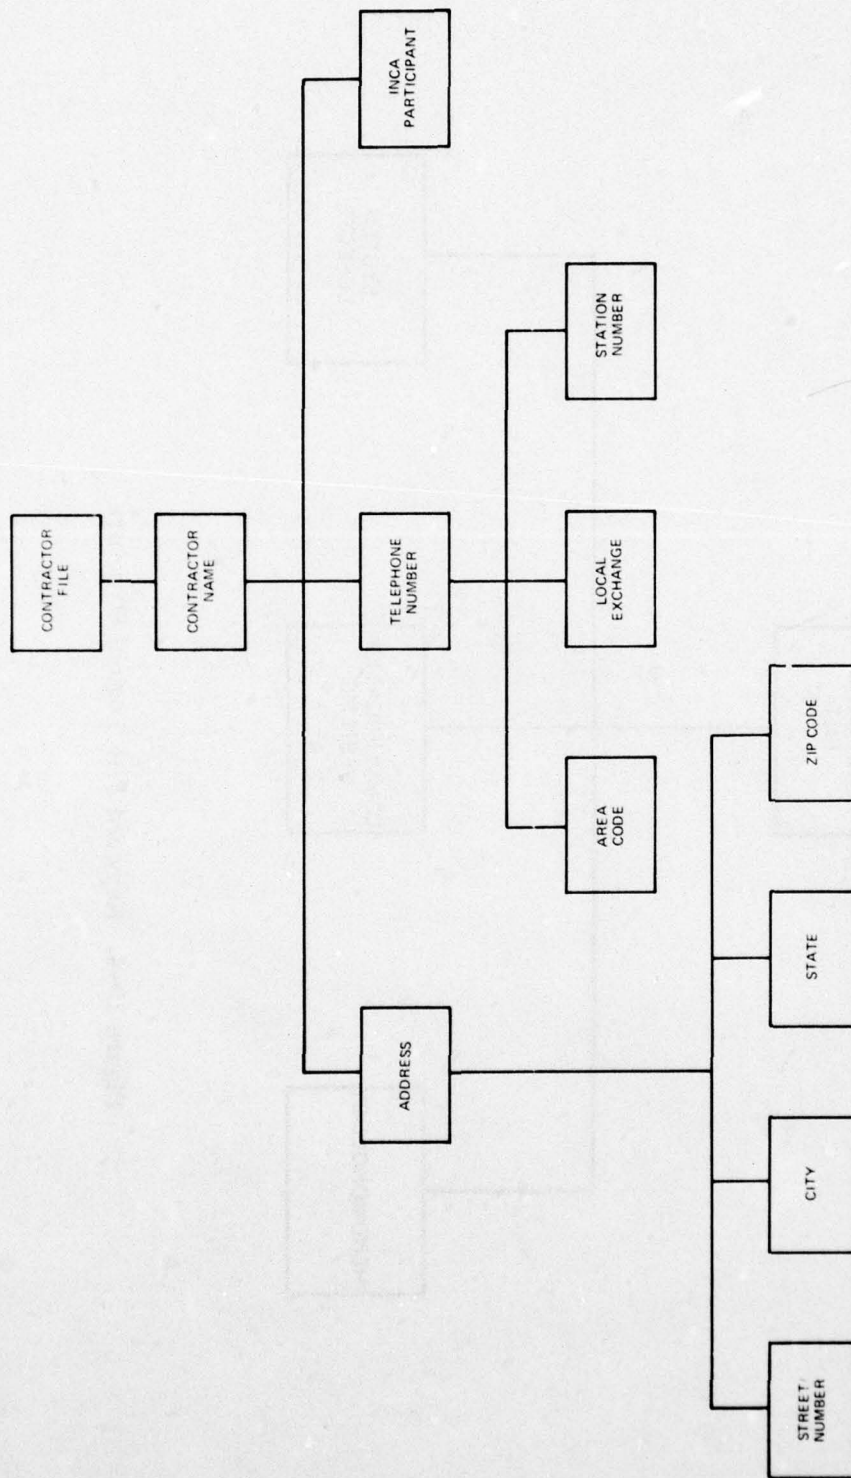 CONTRACTOR
FILE
CONTRACTOR
NAME
ADDRESS
TELEPHONE
NUMBER
INCA
PARTICIPANT
AREA
CODE
LOCAL
EXCHANGE
STATION
NUMBER
STREET/
NUMBER
CITY
STATE
ZIP CODE